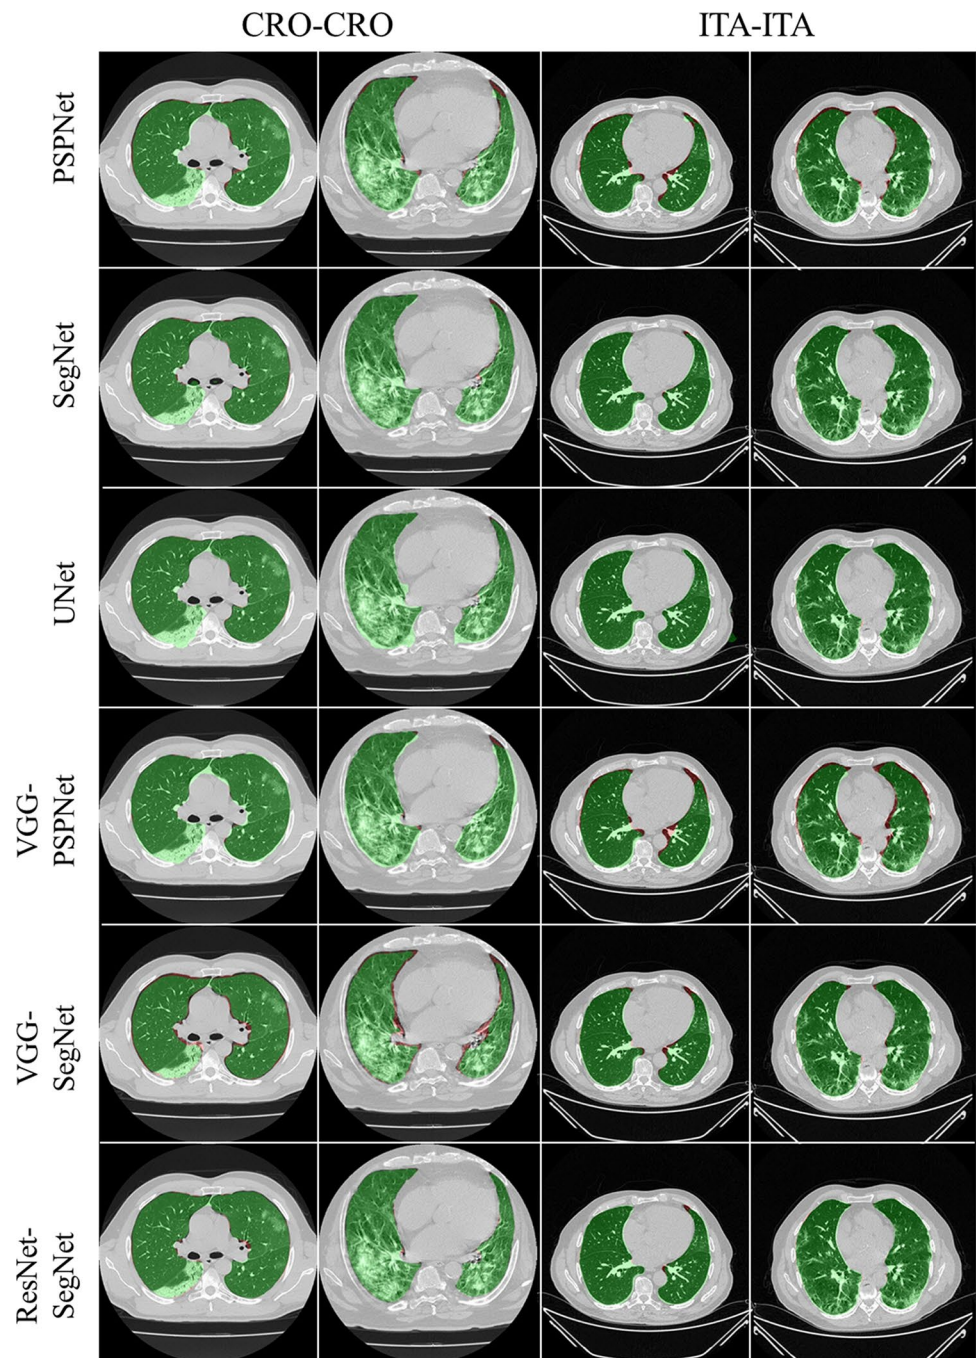 CRO-CRO
ITA-ITA
PSPNet
SegNet
UNet
VGG-
PSPNet
VGG-
SegNet
ResNet-
SegNet